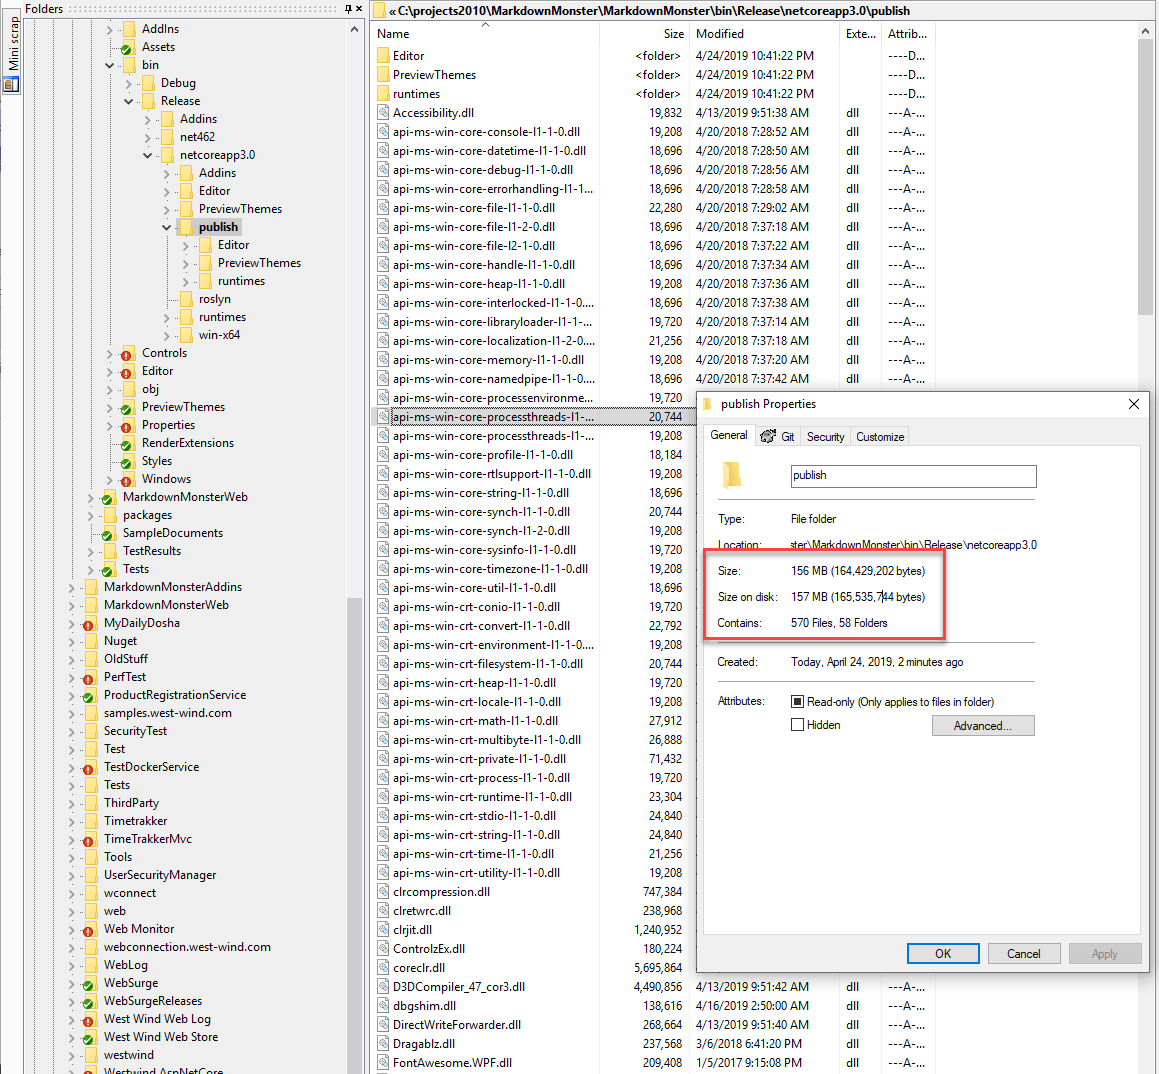 Mini scrap
Folders
AddIns
Assets
bin
Debug
Release
Addins
net462
netcoreapp3.0
Addins
Editor
PreviewThemes
publish
Editor
PreviewThemes
runtimes
roslyn
runtimes
win-x64
Controls
Editor
obj
PreviewThemes
Properties
RenderExtensions
Styles
Windows
MarkdownMonsterWeb
packages
SampleDocuments
TestResults
Tests
MarkdownMonsterAddins
MarkdownMonsterWeb
MyDailyDosha
Nuget
OldStuff
PerfTest
ProductRegistrationService
samples.west-wind.com
SecurityTest
Test
TestDockerService
Tests
ThirdParty
Timetrakker
TimeTrakkerMvc
Tools
UserSecurityManager
wconnect
web
Web Monitor
webconnection.west-wind.com
WebLog
WebSurge
WebSurgeReleases
West Wind Web Log
West Wind Web Store
westwind
Westwind.AspNetCore
« C:\projects2010\MarkdownMonster\MarkdownMonster\bin\Release\netcoreapp3.0\publish
Name Size Modified Exte... Attrib...
Editor <folder> 4/24/2019 10:41:22 PM ----D...
PreviewThemes <folder> 4/24/2019 10:41:22 PM ----D...
runtimes <folder> 4/24/2019 10:41:22 PM ----D...
Accessibility.dll 19,832 4/13/2019 9:51:38 AM dll ---A-...
api-ms-win-core-console-l1-1-0.dll 19,208 4/20/2018 7:28:52 AM dll ---A-...
api-ms-win-core-datetime-l1-1-0.dll 18,696 4/20/2018 7:28:50 AM dll ---A-...
api-ms-win-core-debug-l1-1-0.dll 18,696 4/20/2018 7:28:56 AM dll ---A-...
api-ms-win-core-errorhandling-l1-1... 18,696 4/20/2018 7:28:58 AM dll ---A-...
api-ms-win-core-file-l1-1-0.dll 22,280 4/20/2018 7:29:02 AM dll ---A-...
api-ms-win-core-file-l1-2-0.dll 18,696 4/20/2018 7:37:18 AM dll ---A-...
api-ms-win-core-file-l2-1-0.dll 18,696 4/20/2018 7:37:22 AM dll ---A-...
api-ms-win-core-handle-l1-1-0.dll 18,696 4/20/2018 7:37:34 AM dll ---A-...
api-ms-win-core-heap-l1-1-0.dll 18,696 4/20/2018 7:37:36 AM dll ---A-...
api-ms-win-core-interlocked-l1-1-0.... 18,696 4/20/2018 7:37:38 AM dll ---A-...
api-ms-win-core-libraryloader-l1-1-... 19,720 4/20/2018 7:37:14 AM dll ---A-...
api-ms-win-core-localization-l1-2-0.... 21,256 4/20/2018 7:37:18 AM dll ---A-...
api-ms-win-core-memory-l1-1-0.dll 19,208 4/20/2018 7:37:20 AM dll ---A-...
api-ms-win-core-namedpipe-l1-1-0.... 18,696 4/20/2018 7:37:42 AM dll ---A-...
api-ms-win-core-processenvironme... 19,720
api-ms-win-core-processthreads-l1-... 20,744
api-ms-win-core-processthreads-l1-... 19,208
api-ms-win-core-profile-l1-1-0.dll 18,184
api-ms-win-core-rtlsupport-l1-1-0.dll 19,208
api-ms-win-core-string-l1-1-0.dll 18,696
api-ms-win-core-synch-l1-1-0.dll 20,744
api-ms-win-core-synch-l1-2-0.dll 19,208
api-ms-win-core-sysinfo-l1-1-0.dll 19,720
api-ms-win-core-timezone-l1-1-0.dll 19,208
api-ms-win-core-util-l1-1-0.dll 18,696
api-ms-win-crt-conio-l1-1-0.dll 19,720
api-ms-win-crt-convert-l1-1-0.dll 22,792
api-ms-win-crt-environment-l1-1-0.... 19,208
api-ms-win-crt-filesystem-l1-1-0.dll 20,744
api-ms-win-crt-heap-l1-1-0.dll 19,720
api-ms-win-crt-locale-l1-1-0.dll 19,208
api-ms-win-crt-math-l1-1-0.dll 27,912
api-ms-win-crt-multibyte-l1-1-0.dll 26,888
api-ms-win-crt-private-l1-1-0.dll 71,432
api-ms-win-crt-process-l1-1-0.dll 19,720
api-ms-win-crt-runtime-l1-1-0.dll 23,304
api-ms-win-crt-stdio-l1-1-0.dll 24,840
api-ms-win-crt-string-l1-1-0.dll 24,840
api-ms-win-crt-time-l1-1-0.dll 21,256
api-ms-win-crt-utility-l1-1-0.dll 19,208
clrcompression.dll 747,384
clretwrc.dll 238,968
clrjit.dll 1,240,952
ControlzEx.dll 180,224
coreclr.dll 5,695,864
D3DCompiler_47_cor3.dll 4,490,856 4/13/2019 9:51:42 AM dll ---A-...
dbgshim.dll 138,616 4/16/2019 2:50:00 AM dll ---A-...
DirectWriteForwarder.dll 268,664 4/13/2019 9:51:40 AM dll ---A-...
Dragablz.dll 237,568 3/6/2018 6:41:20 PM dll ---A-...
FontAwesome.WPF.dll 209,408 1/5/2017 9:15:08 PM dll ---A-...
publish Properties
General Git Security Customize
publish
Type: File folder
Location: ster\MarkdownMonster\bin\Release\netcoreapp3.0
Size: 156 MB (164,429,202 bytes)
Size on disk: 157 MB (165,535,744 bytes)
Contains: 570 Files, 58 Folders
Created: Today, April 24, 2019, 2 minutes ago
Attributes: Read-only (Only applies to files in folder)
Hidden Advanced...
OK Cancel Apply